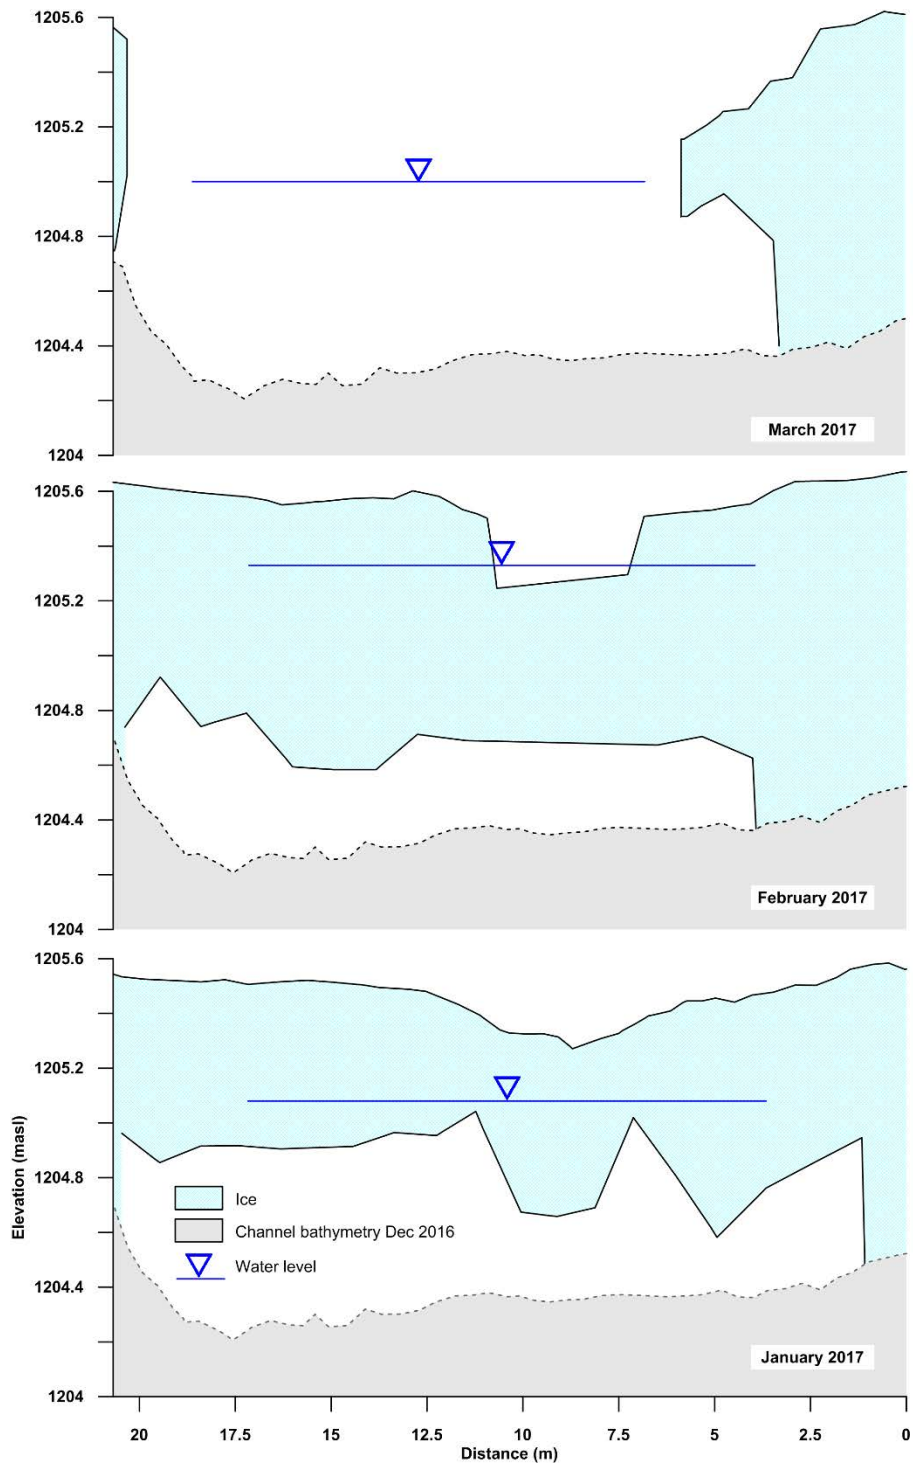 1205.6
1205.2
1204.8
1204.4
March 2017
1204
1205.6
1205.2
1204.8
1204.4
February 2017
1204
1205.6
1205.2
Elevation (masl)
1204.8
Ice
Channel bathymetry Dec 2016
Water level
1204.4
January 2017
1204
20 17.5 15 12.5 10 7.5 5 2.5 0
Distance (m)